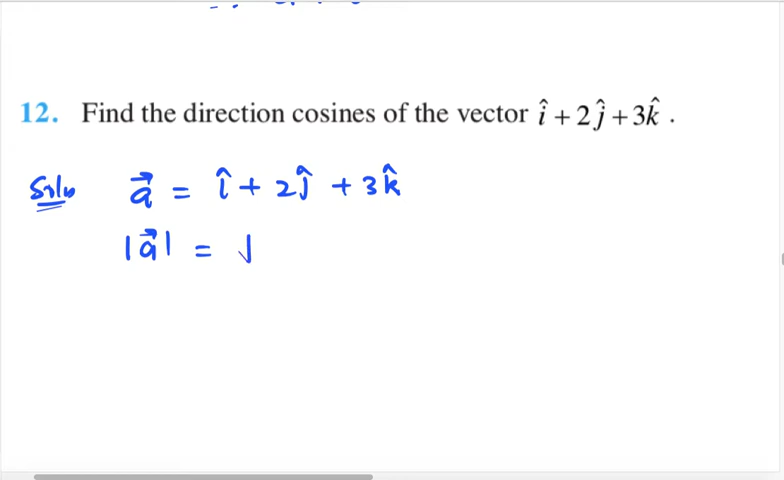 12. Find the direction cosines of the vector î + 2ĵ + 3k̂ .
Soln a⃗ = î + 2ĵ + 3k̂
|a⃗| = √